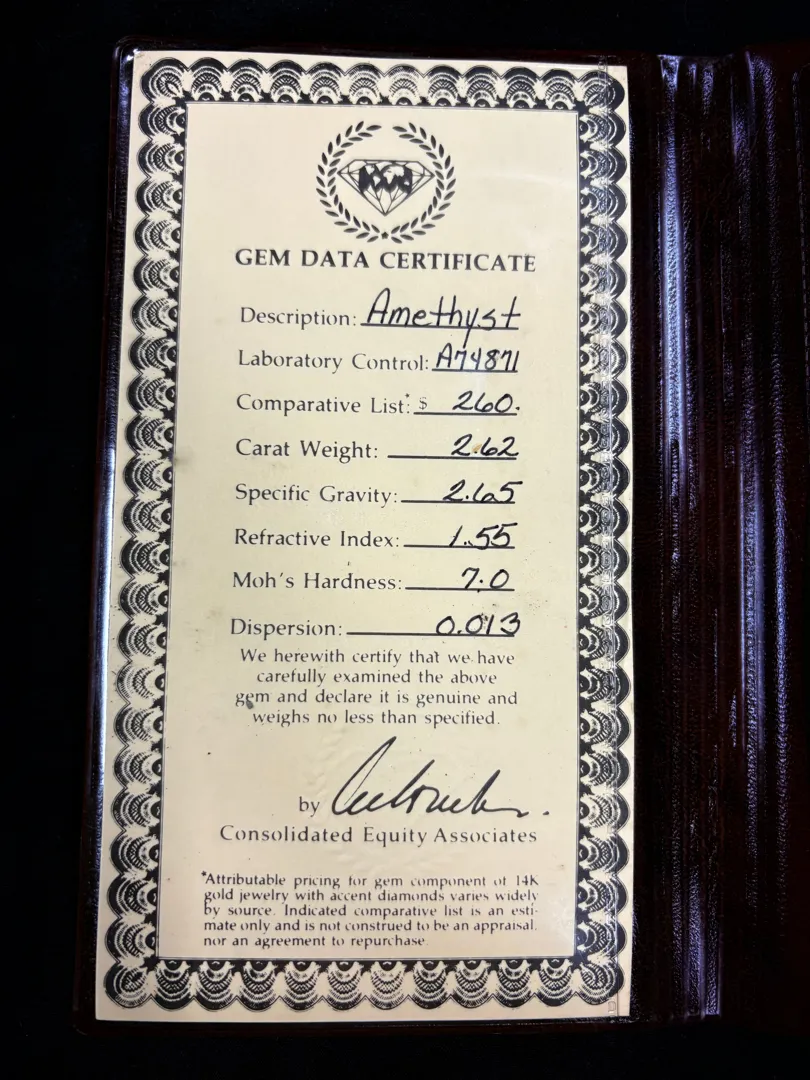 GEM DATA CERTIFICATE
Description: Amethyst
Laboratory Control: A74871
Comparative List:* $ 260.
Carat Weight: 2.62
Specific Gravity: 2.65
Refractive Index: 1.55
Moh's Hardness: 7.0
Dispersion: 0.013
We herewith certify that we have
carefully examined the above
gem and declare it is genuine and
weighs no less than specified.
by
Consolidated Equity Associates
*Attributable pricing for gem component of 14K
gold jewelry with accent diamonds varies widely
by source. Indicated comparative list is an esti-
mate only and is not construed to be an appraisal,
nor an agreement to repurchase.